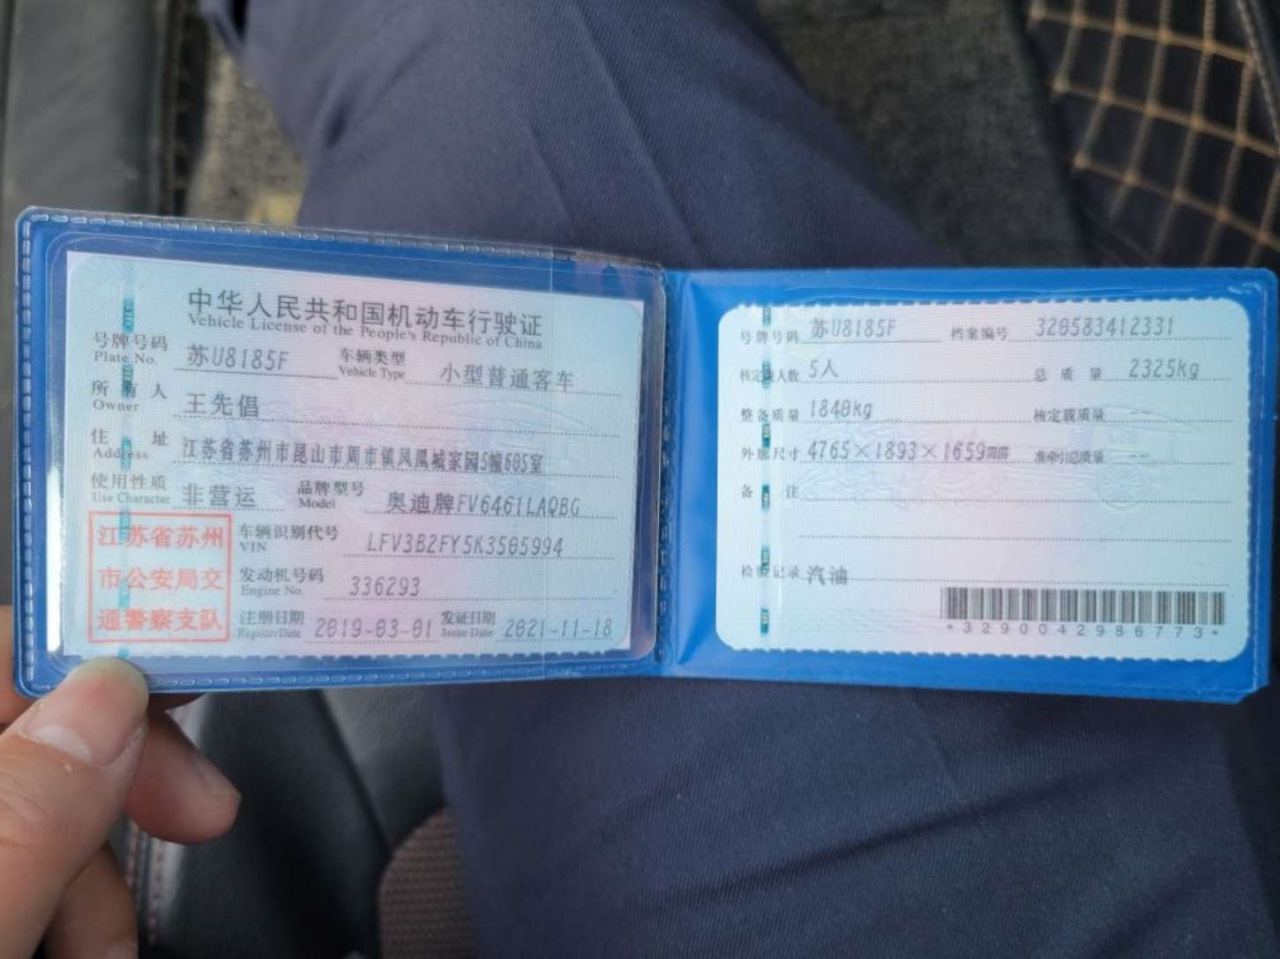 中华人民共和国机动车行驶证
Vehicle License of the People's Republic of China
号牌号码 苏U8185F 车辆类型 小型普通客车
Plate No. Vehicle Type
所有人 王先倡
Owner
住址 江苏省苏州市昆山市周市镇凤凰城家园5幢605室
Address
使用性质 非营运 品牌型号 奥迪牌FV6461LAQBG
Use Character Model
车辆识别代号 LFV3B2FY5K3505994
VIN
发动机号码 336293
Engine No.
注册日期 2019-03-01 发证日期 2021-11-18
Register Date Issue Date
江苏省苏州
市公安局交
通警察支队
号牌号码 苏U8185F 档案编号 320583412331
核定载人数 5人 总质量 2325kg
整备质量 1840kg 核定载质量 --
外廓尺寸 4765×1893×1659mm 准牵引总质量 --
备注
检验记录 汽油
*3290042986773*